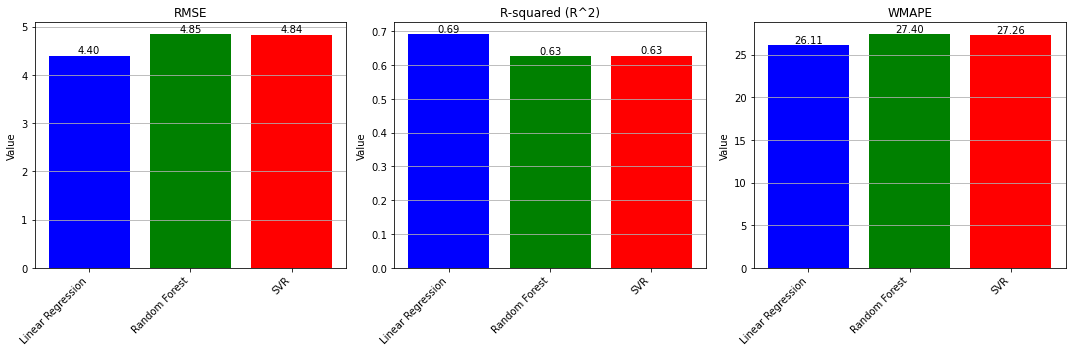 RMSE
Value
5
4
3
2
1
0
4.40
4.85
4.84
Linear Regression
Random Forest
SVR
R-squared (R^2)
Value
0.7
0.6
0.5
0.4
0.3
0.2
0.1
0.0
0.69
0.63
0.63
Linear Regression
Random Forest
SVR
WMAPE
Value
25
20
15
10
5
0
26.11
27.40
27.26
Linear Regression
Random Forest
SVR